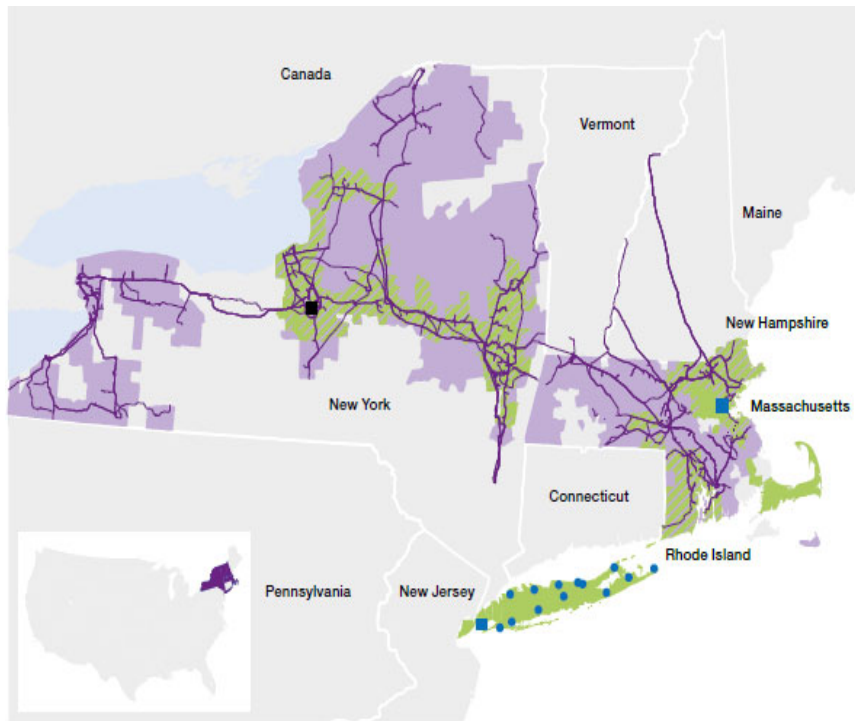 Canada
Vermont
Maine
New Hampshire
New York
Massachusetts
Connecticut
Rhode Island
Pennsylvania
New Jersey